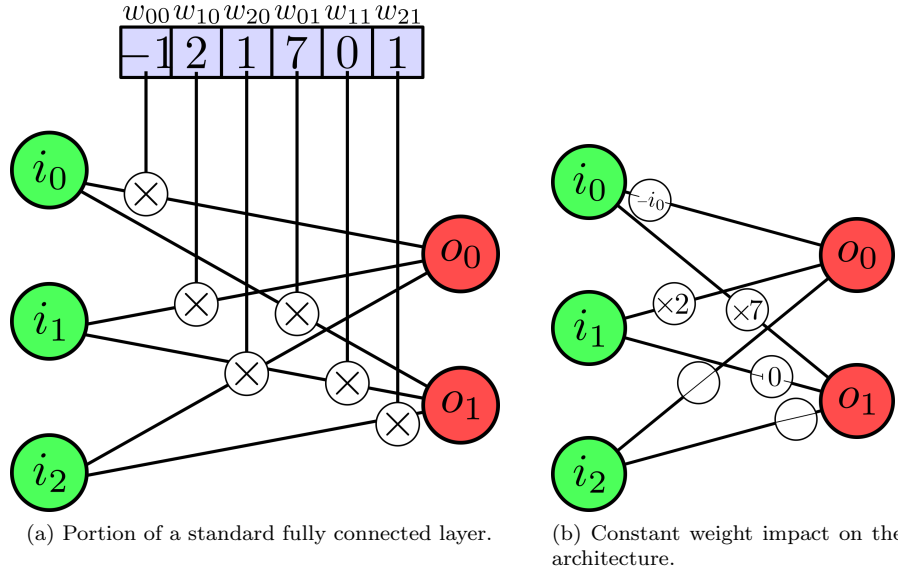 w00 w10 w20 w01 w11 w21
−1 2 1 7 0 1
i0
×
o0
i1
×
×
×
×
o1
×
i2
(a) Portion of a standard fully connected layer.
i0
−i0
o0
i1
×2
×7
0
o1
i2
(b) Constant weight impact on the
architecture.